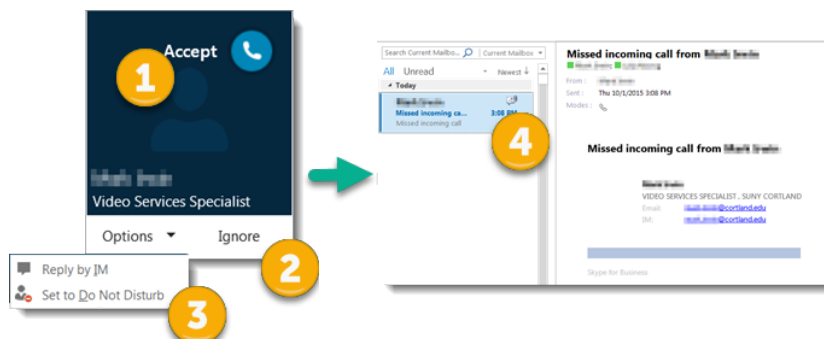 Accept
1
Video Services Specialist
Options
Ignore
2
Reply by IM
Set to Do Not Disturb
3
Search Current Mailbo...
Current Mailbox
All Unread
Newest
Today
Missed incoming ca...
3:08 PM
Missed incoming call
4
Missed incoming call from
From :
Sent : Thu 10/1/2015 3:08 PM
Modes :
Missed incoming call from
VIDEO SERVICES SPECIALIST , SUNY CORTLAND
Email: @cortland.edu
IM: @cortland.edu
Skype for Business